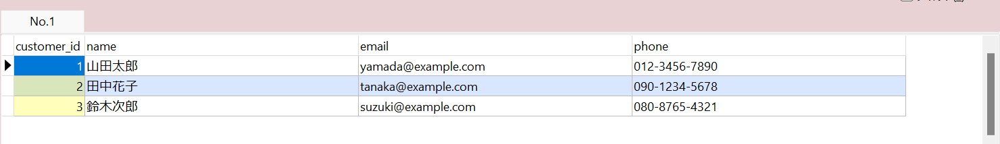 No.1
customer_id name email phone
1 山田太郎 yamada@example.com 012-3456-7890
2 田中花子 tanaka@example.com 090-1234-5678
3 鈴木次郎 suzuki@example.com 080-8765-4321